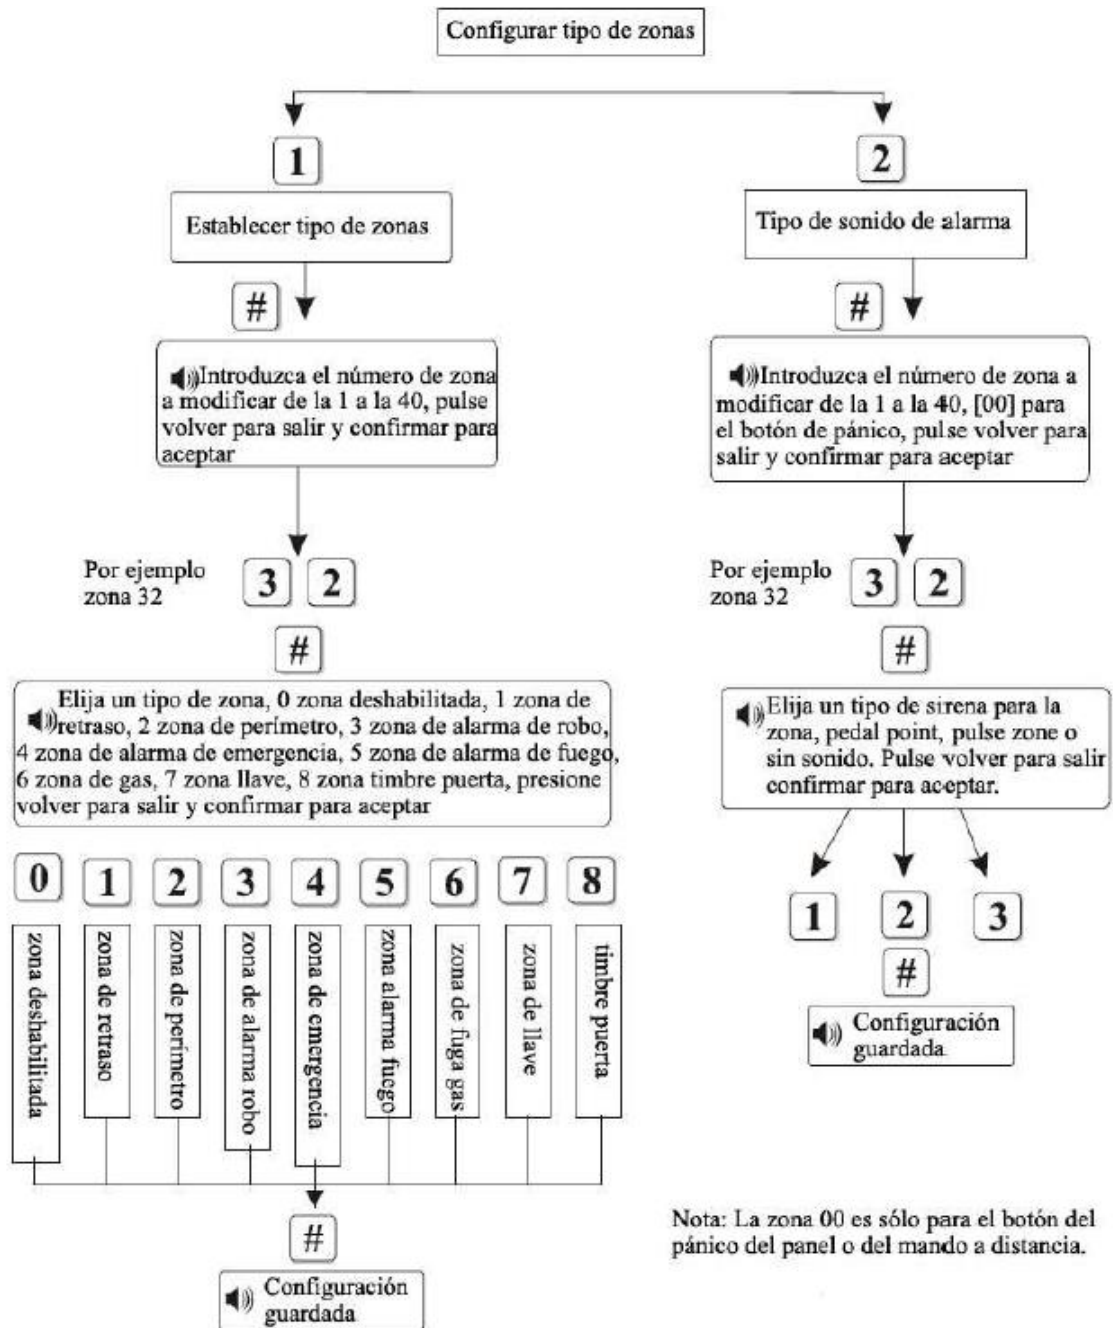 Configurar tipo de zonas
1
Establecer tipo de zonas
#
Introduzca el número de zona
a modificar de la 1 a la 40, pulse
volver para salir y confirmar para
aceptar
Por ejemplo
zona 32
3 2
#
Elija un tipo de zona, 0 zona deshabilitada, 1 zona de
retraso, 2 zona de perímetro, 3 zona de alarma de robo,
4 zona de alarma de emergencia, 5 zona de alarma de fuego,
6 zona de gas, 7 zona llave, 8 zona timbre puerta, presione
volver para salir y confirmar para aceptar
0 1 2 3 4 5 6 7 8
zona deshabilitada
zona de retraso
zona de perímetro
zona de alarma robo
zona de emergencia
zona alarma fuego
zona de fuga gas
zona de llave
timbre puerta
#
Configuración
guardada
2
Tipo de sonido de alarma
#
Introduzca el número de zona a
modificar de la 1 a la 40, [00] para
el botón de pánico, pulse volver para
salir y confirmar para aceptar
Por ejemplo
zona 32
3 2
#
Elija un tipo de sirena para la
zona, pedal point, pulse zone o
sin sonido. Pulse volver para salir
confirmar para aceptar.
1 2 3
#
Configuración
guardada
Nota: La zona 00 es sólo para el botón del
pánico del panel o del mando a distancia.